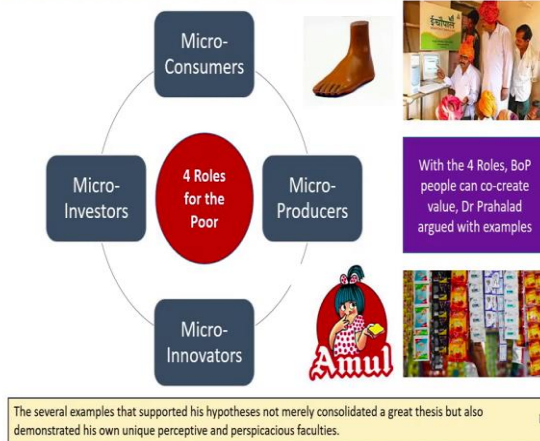 Micro-
Consumers
ईचौपाल
Micro-
Investors
4 Roles
for the
Poor
Micro-
Producers
With the 4 Roles, BoP
people can co-create
value, Dr Prahalad
argued with examples
Micro-
Innovators
Amul
The several examples that supported his hypotheses not merely consolidated a great thesis but also
demonstrated his own unique perceptive and perspicacious faculties.